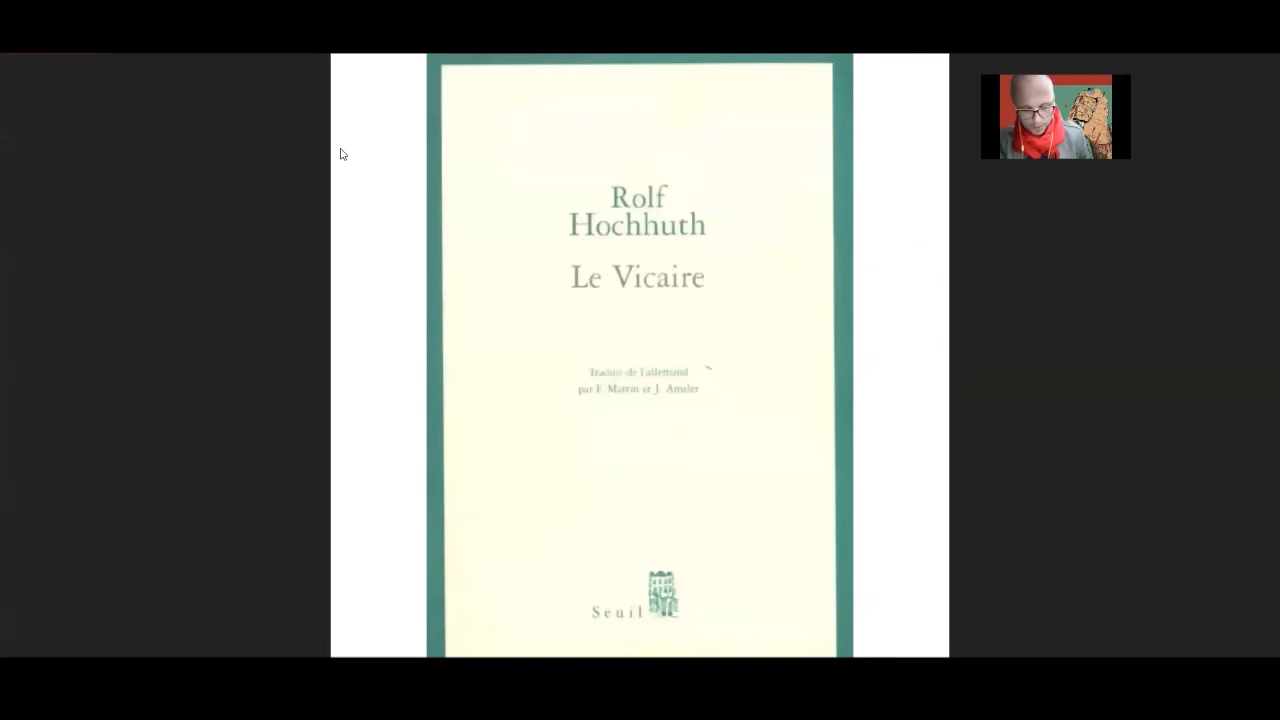 Rolf
Hochhuth
Le Vicaire
Traduit de l'allemand
par F. Martin et J. Amsler
Seuil